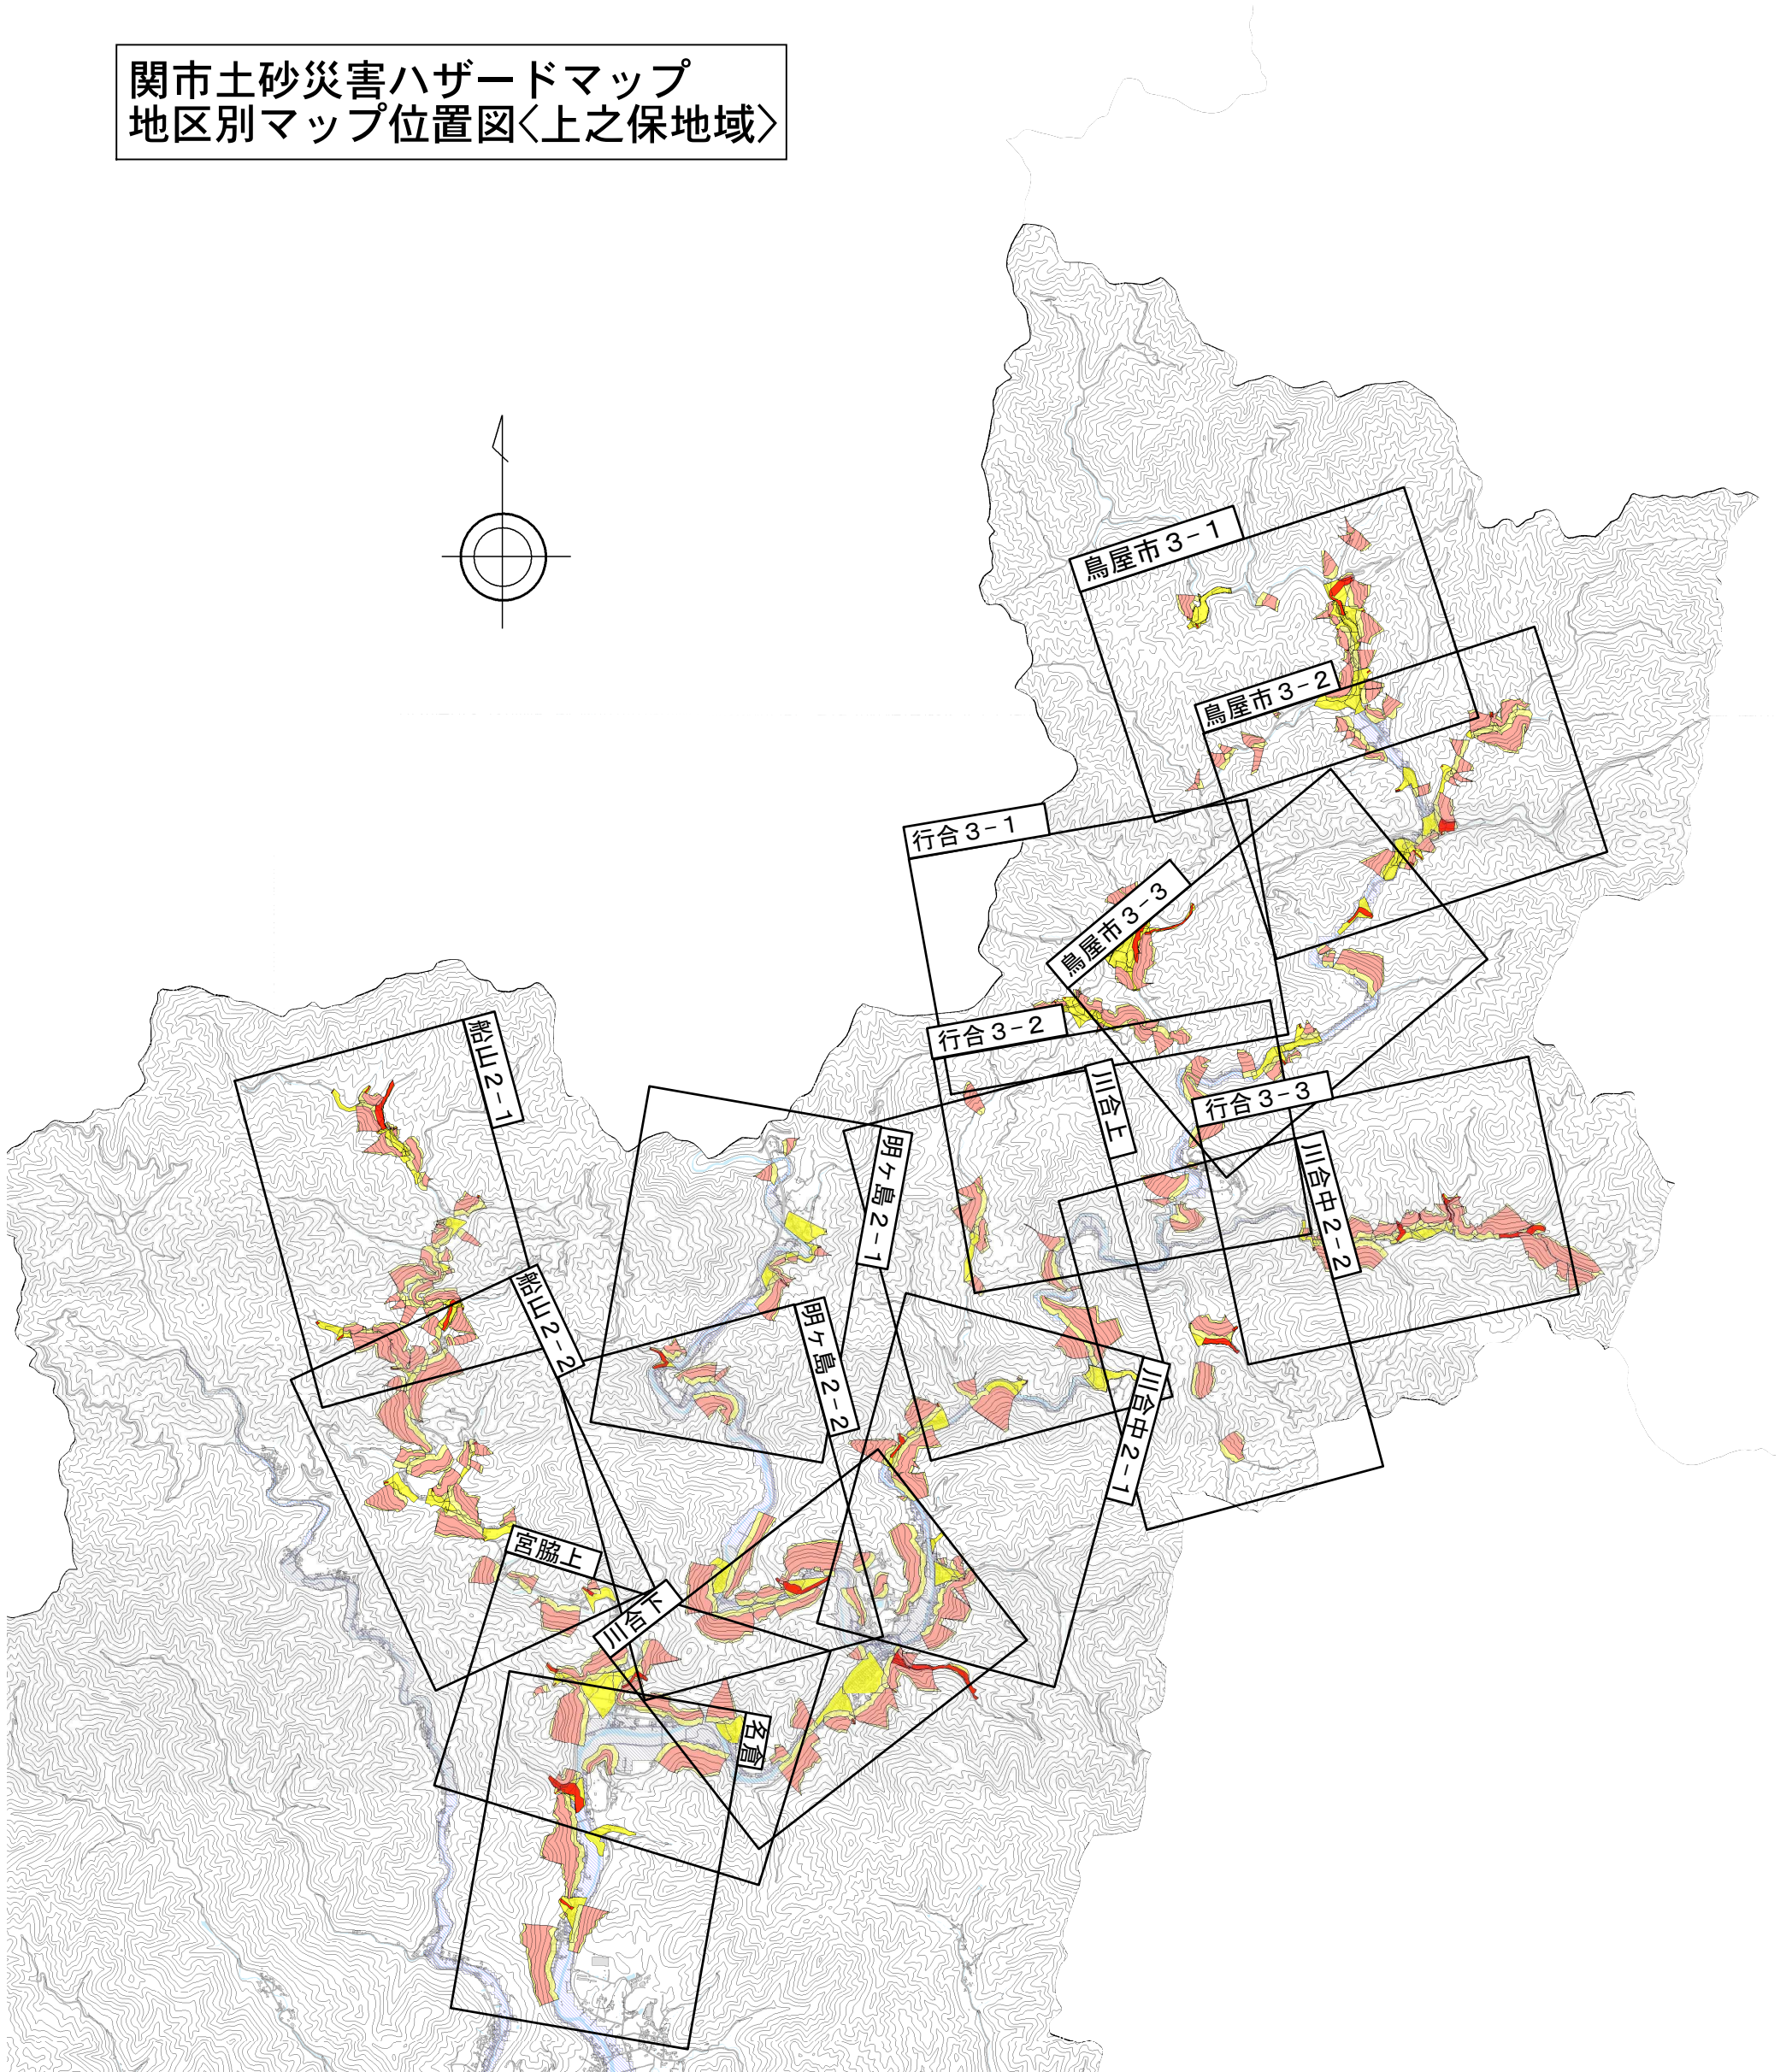 関市土砂災害ハザードマップ
地区別マップ位置図〈上之保地域〉
鳥屋市3-1
鳥屋市3-2
行合3-1
鳥屋市3-3
行合3-2
船山2-1
川合上
行合3-3
明ヶ島2-1
川合中2-2
船山2-2
明ヶ島2-2
川合中2-1
宮脇上
川合下
名倉